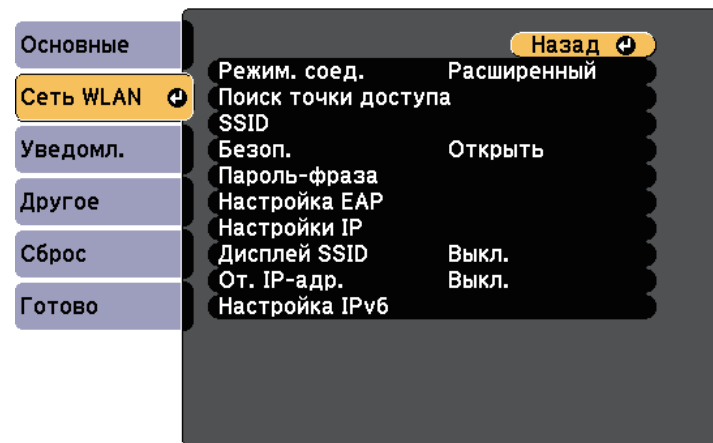 Основные
Сеть WLAN
Уведомл.
Другое
Сброс
Готово
Назад
Режим. соед. Расширенный
Поиск точки доступа
SSID
Безоп. Открыть
Пароль-фраза
Настройка EAP
Настройки IP
Дисплей SSID Выкл.
От. IP-адр. Выкл.
Настройка IPv6